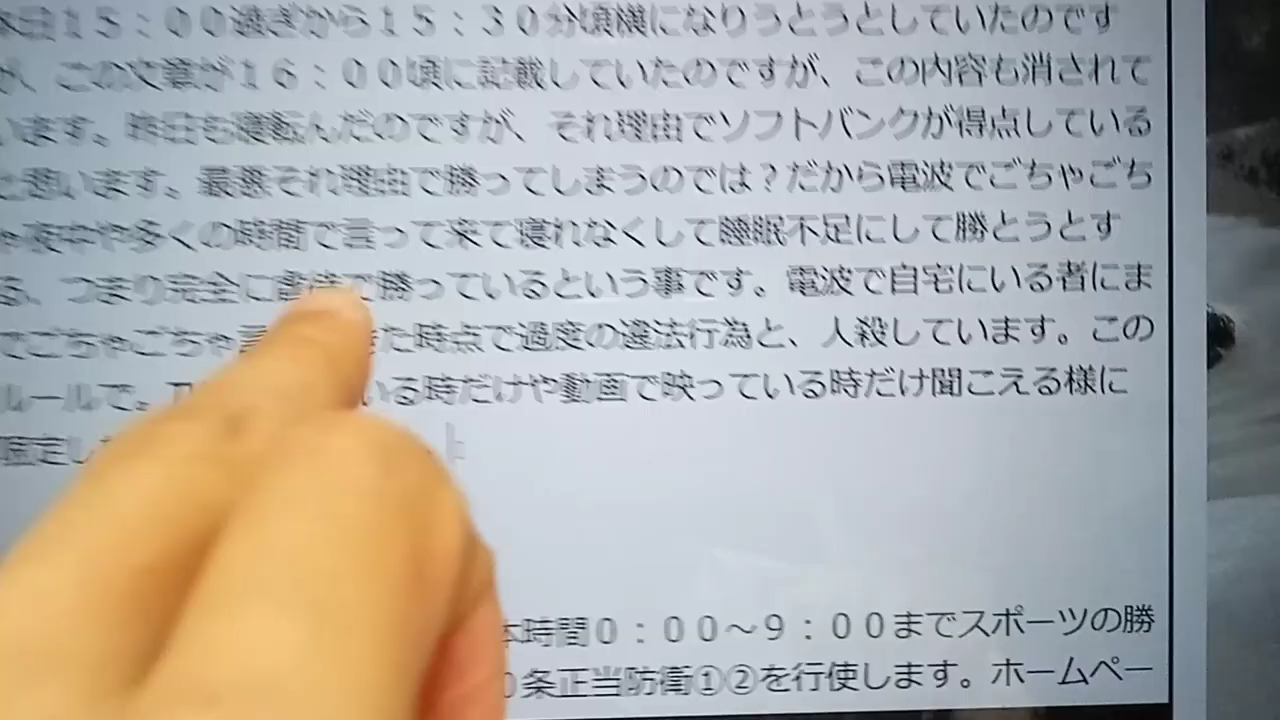 本日１５：００過ぎから１５：３０分頃横になりうとうとしていたのです
が、この文章が１６：００頃に記載していたのですが、この内容も消されて
います。昨日も寝転んだのですが、それ理由でソフトバンクが得点している
と思います。最悪それ理由で勝ってしまうのでは？だから電波でごちゃごち
ゃ夜中や多くの時間で言って来て寝れなくして睡眠不足にして勝とうとす
る、つまり完全に で勝っているという事です。電波で自宅にいる者にま
でごちゃごちゃ言 きた時点で過度の違法行為と、人殺しています。この
ルールで。 いる時だけや動画で映っている時だけ聞こえる様に
固定し
本時間０：００～９：００までスポーツの勝
０条正当防衛①②を行使します。ホームペー